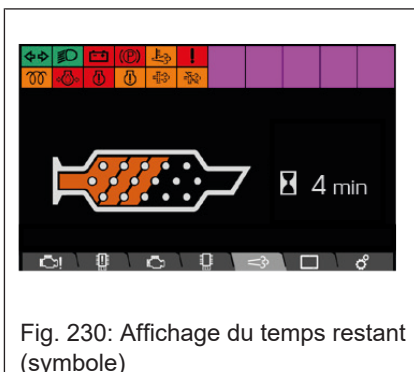 (P) !
4 min
!
Fig. 230: Affichage du temps restant
(symbole)